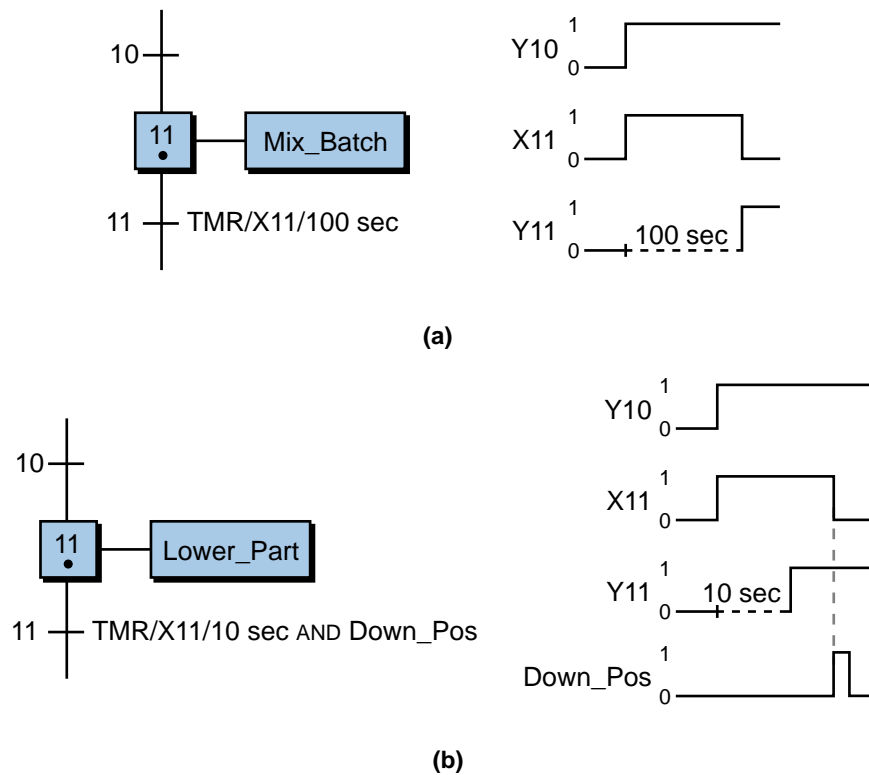 10
11
Mix_Batch
11 TMR/X11/100 sec
Y10 1 0
X11 1 0
Y11 1 0 100 sec
(a)
10
11
Lower_Part
11 TMR/X11/10 sec AND Down_Pos
Y10 1 0
X11 1 0
Y11 1 0 10 sec
Down_Pos 1 0
(b)